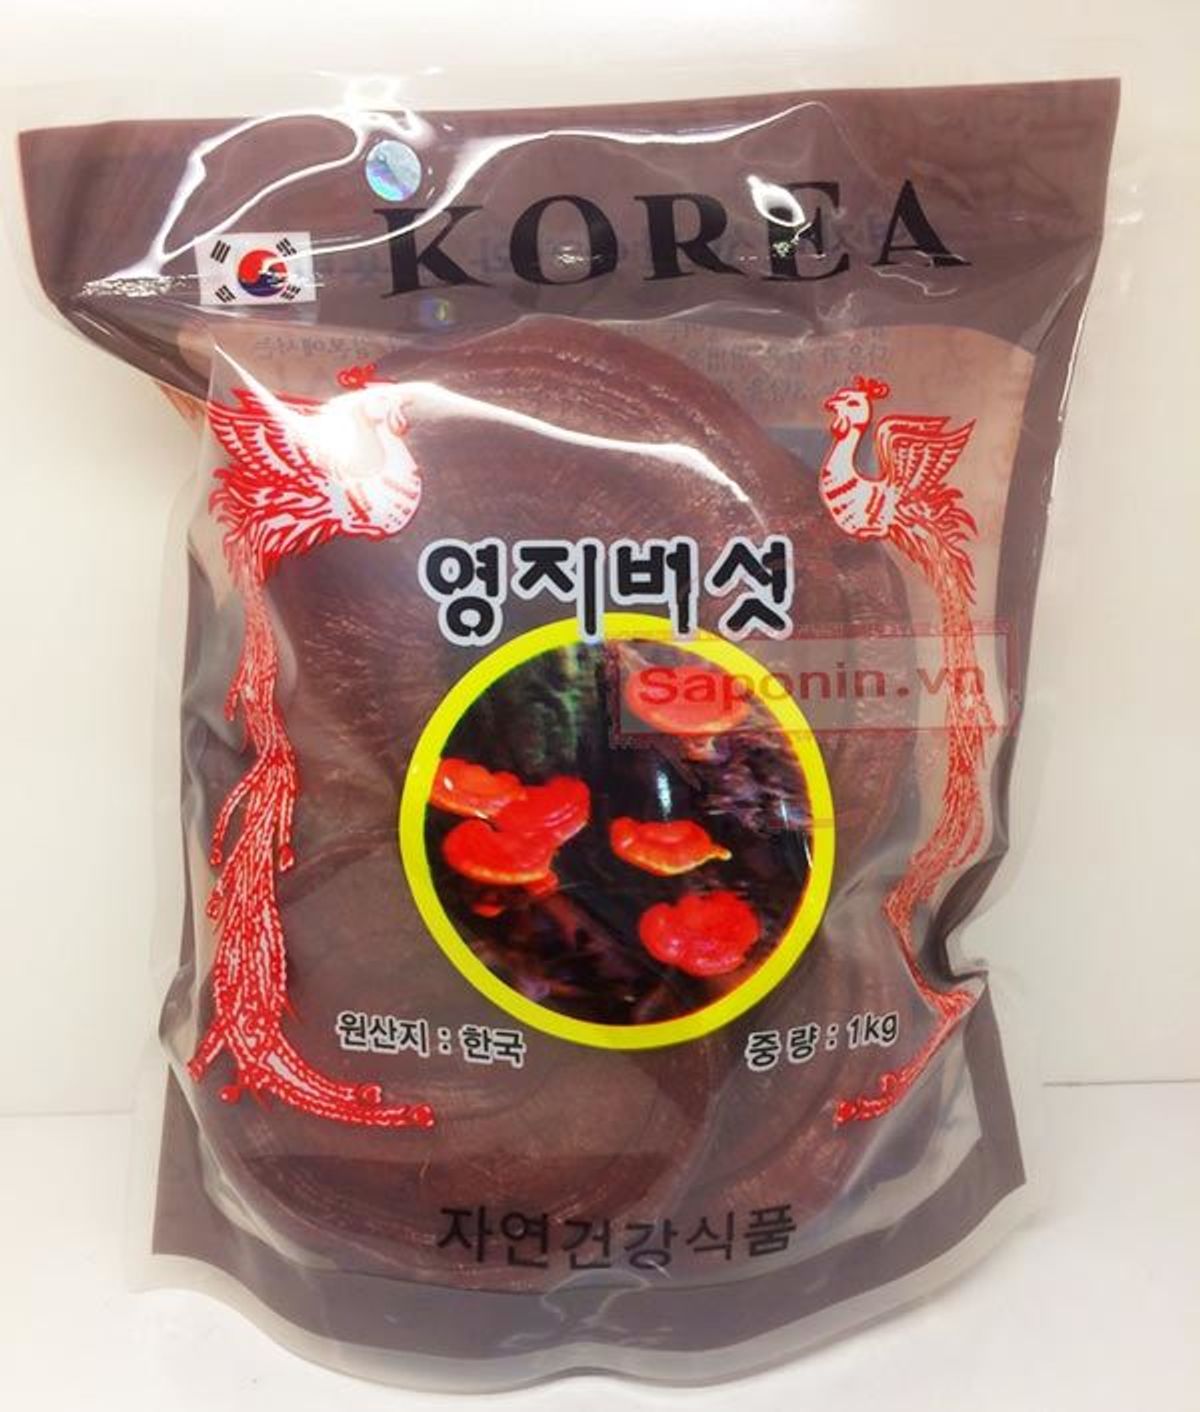 KOREA
영지버섯
Saponin.vn
원산지 : 한국
중량 : 1kg
자연건강식품